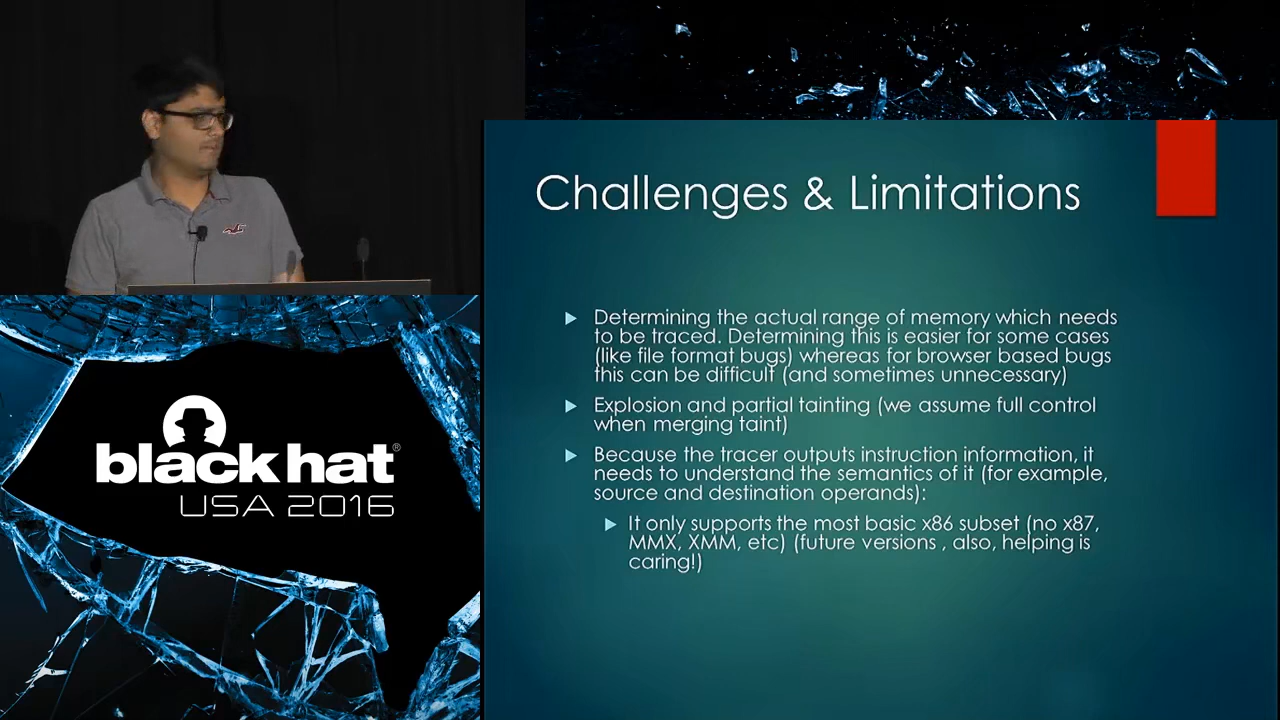 Challenges & Limitations
Determining the actual range of memory which needs
to be traced. Determining this is easier for some cases
(like file format bugs) whereas for browser based bugs
this can be difficult (and sometimes unnecessary)
Explosion and partial tainting (we assume full control
when merging taint)
Because the tracer outputs instruction information, it
needs to understand the semantics of it (for example,
source and destination operands):
It only supports the most basic x86 subset (no x87,
MMX, XMM, etc) (future versions , also, helping is
caring!)
black hat®
USA 2016